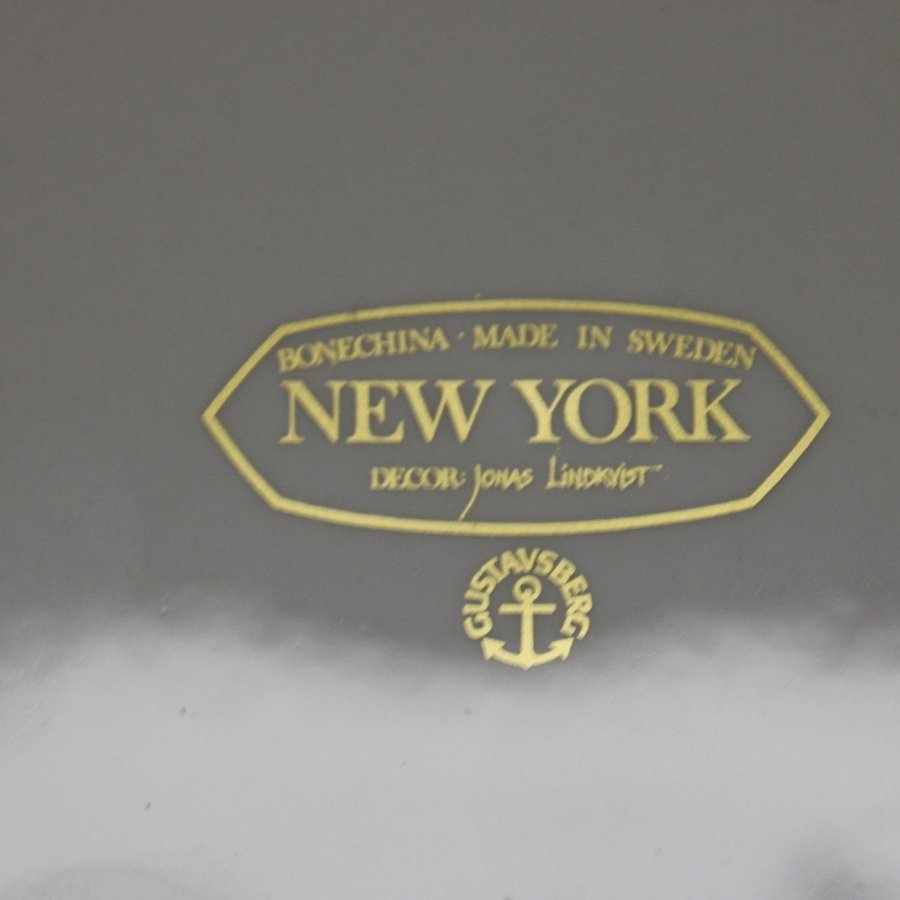 BONECHINA · MADE IN SWEDEN
NEW YORK
DECOR: JONAS LINDKVIST
GUSTAVSBERG